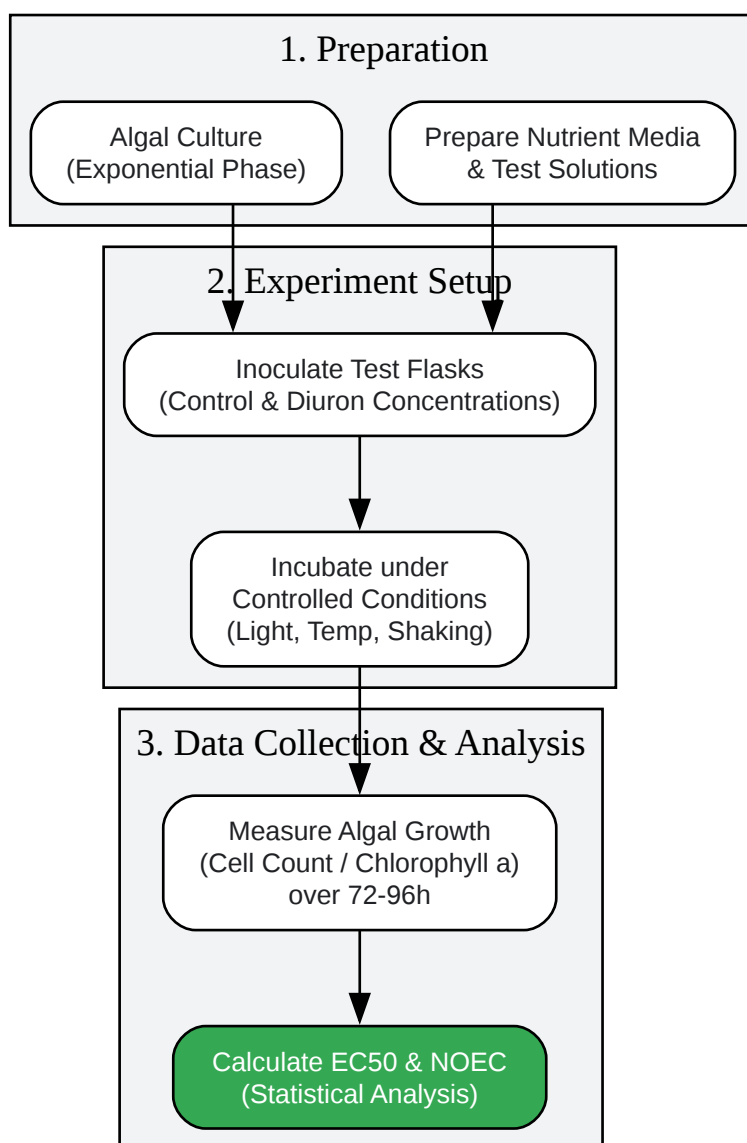 1. Preparation
Algal Culture
(Exponential Phase)
Prepare Nutrient Media
& Test Solutions
2. Experiment Setup
Inoculate Test Flasks
(Control & Diuron Concentrations)
Incubate under
Controlled Conditions
(Light, Temp, Shaking)
3. Data Collection & Analysis
Measure Algal Growth
(Cell Count / Chlorophyll a)
over 72-96h
Calculate EC50 & NOEC
(Statistical Analysis)